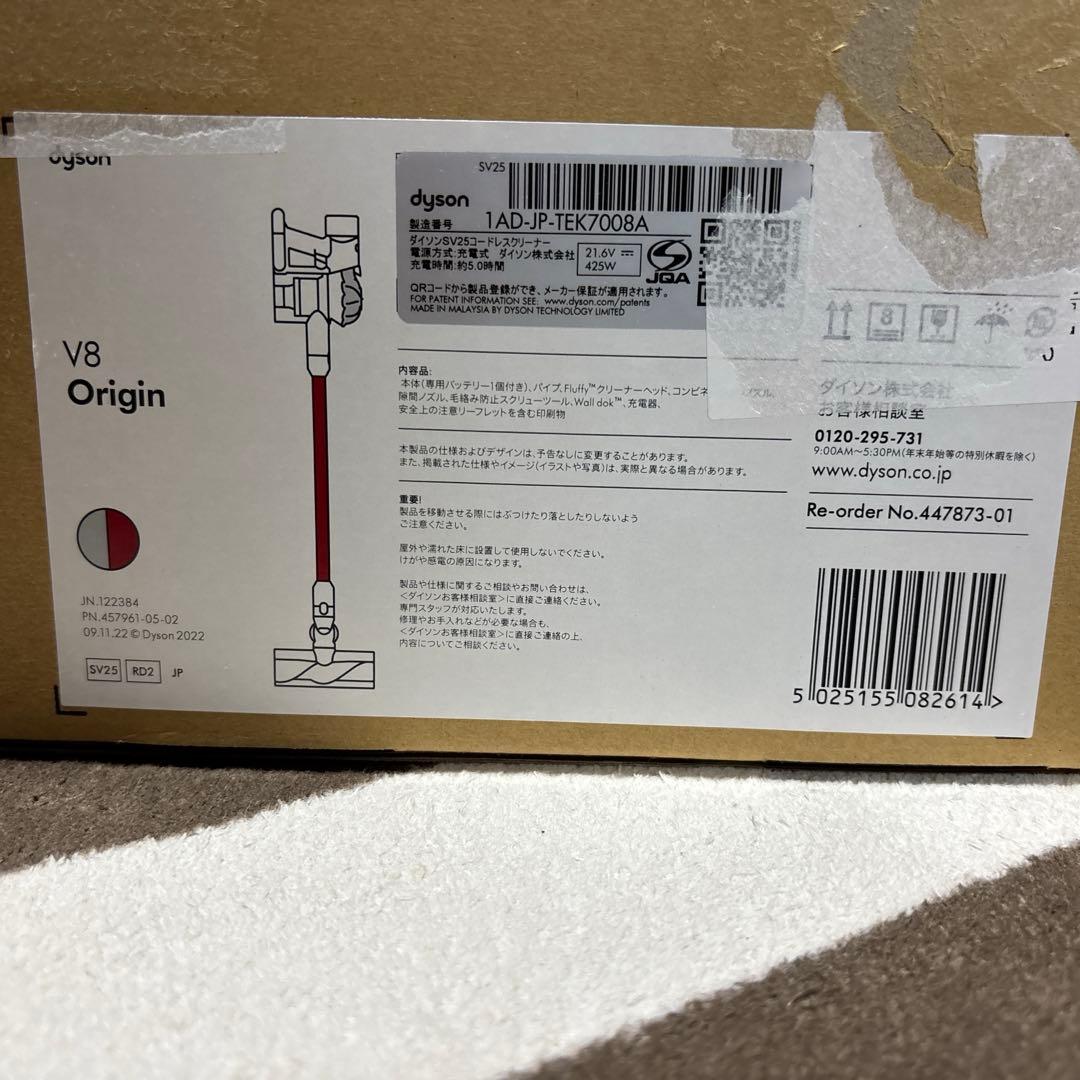 dyson
V8
Origin
JN.122384
PN.457961-05-02
09.11.22 © Dyson 2022
SV25 RD2 JP
SV25
dyson
製造番号 1AD-JP-TEK7008A
ダイソンSV25コードレスクリーナー
電源方式:充電式 ダイソン株式会社
充電時間:約5.0時間
21.6V
425W
JQA
QRコードから製品登録ができ、メーカー保証が適用されます。
FOR PATENT INFORMATION SEE: www.dyson.com/patents
MADE IN MALAYSIA BY DYSON TECHNOLOGY LIMITED
内容品:
本体(専用バッテリー1個付き)、パイプ、Fluffy™クリーナーヘッド、コンビネ
隙間ノズル、毛絡み防止スクリューツール、Wall dok™、充電器、
安全上の注意リーフレットを含む印刷物
本製品の仕様およびデザインは、予告なしに変更することがあります。
また、掲載された仕様やイメージ(イラストや写真)は、実際と異なる場合があります。
重要!
製品を移動させる際にはぶつけたり落としたりしないよう
ご注意ください。
屋外や濡れた床に設置して使用しないでください。
けがや感電の原因になります。
製品や仕様に関するご相談やお問い合わせは、
<ダイソンお客様相談室>に直接ご連絡ください。
専門スタッフが対応いたします。
修理やお手入れなどが必要な場合も、
<ダイソンお客様相談室>に直接ご連絡の上、
内容についてご相談ください。
8
ダイソン株式会社
お客様相談室
0120-295-731
9:00AM〜5:30PM(年末年始等の特別休暇を除く)
www.dyson.co.jp
Re-order No.447873-01
5 025155 082614 >